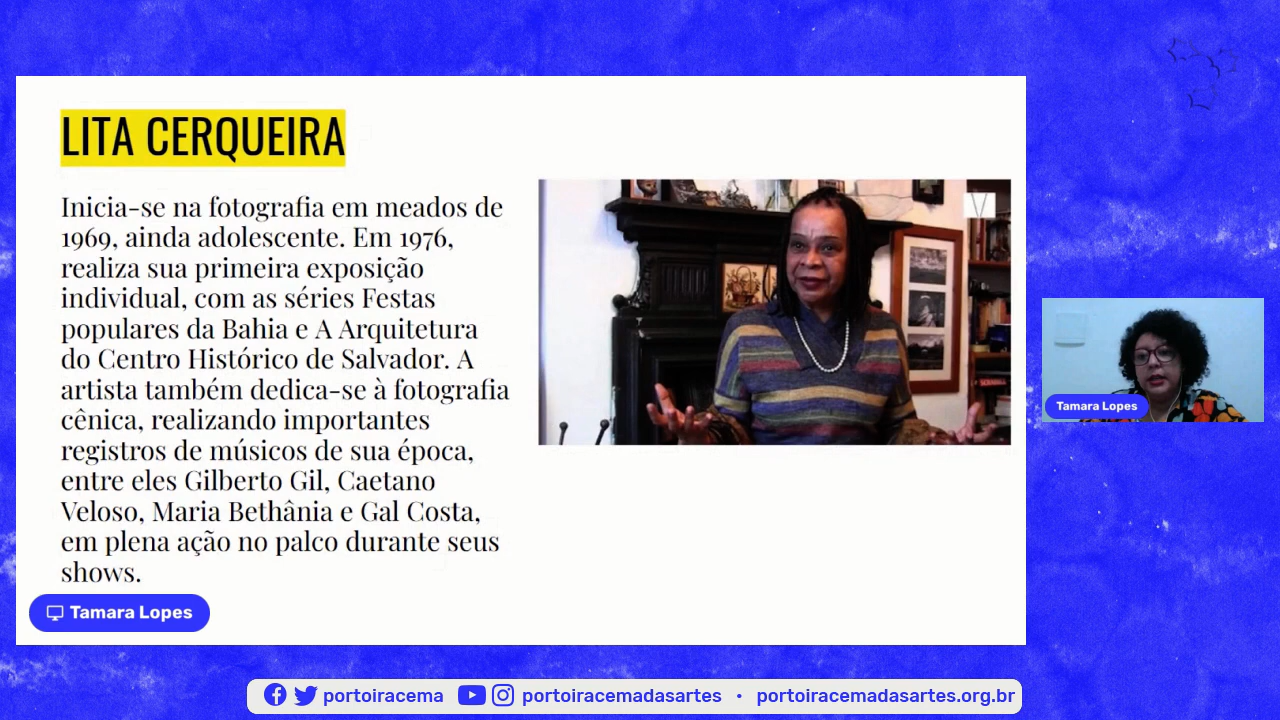 LITA CERQUEIRA
Inicia-se na fotografia em meados de
1969, ainda adolescente. Em 1976,
realiza sua primeira exposição
individual, com as séries Festas
populares da Bahia e A Arquitetura
do Centro Histórico de Salvador. A
artista também dedica-se à fotografia
cênica, realizando importantes
registros de músicos de sua época,
entre eles Gilberto Gil, Caetano
Veloso, Maria Bethânia e Gal Costa,
em plena ação no palco durante seus
shows.
V
Tamara Lopes
Tamara Lopes
portoiracema portoiracemadasartes • portoiracemadasartes.org.br